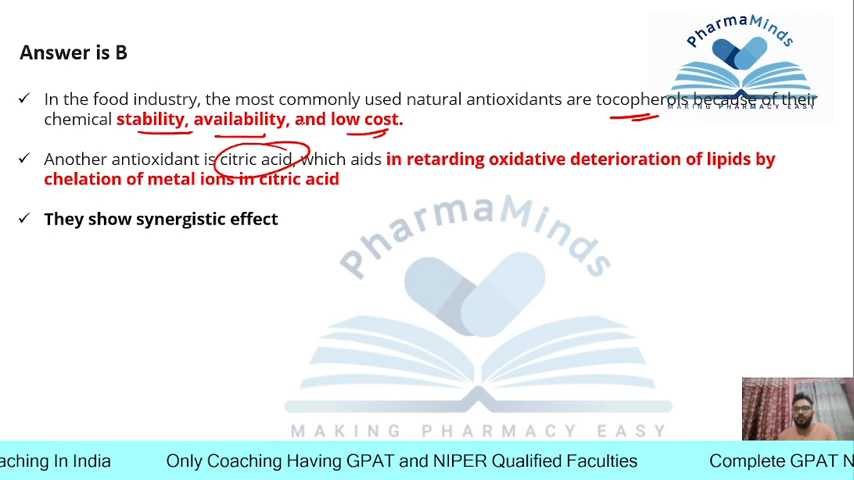 PharmaMinds
Answer is B
✓ In the food industry, the most commonly used natural antioxidants are tocopherols because of their
MAKING PHARMACY EASY
chemical stability, availability, and low cost.
✓ Another antioxidant is citric acid, which aids in retarding oxidative deterioration of lipids by
chelation of metal ions in citric acid
✓ They show synergistic effect
PharmaMinds
MAKING PHARMACY EASY
aching In India Only Coaching Having GPAT and NIPER Qualified Faculties Complete GPAT N